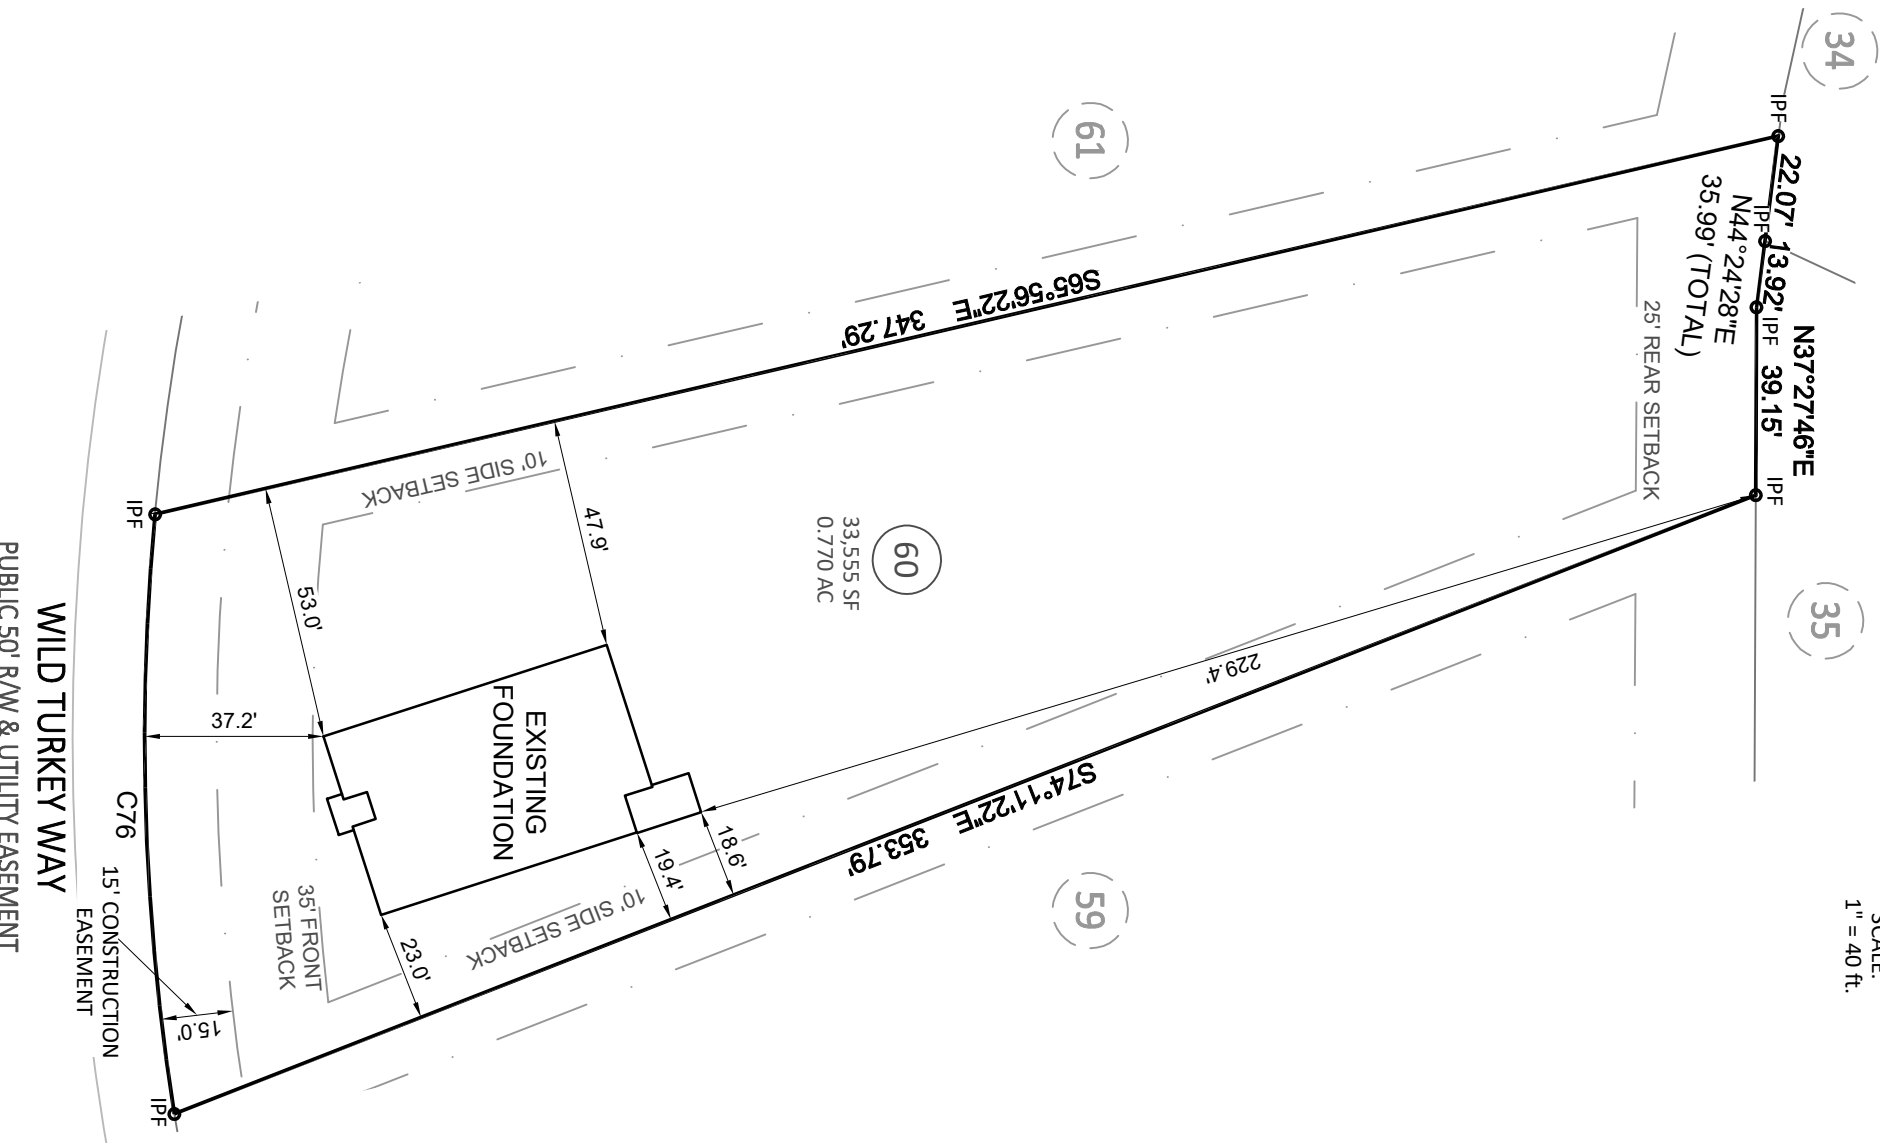 34
IPF
22.07'
IPF
13.92'
N44°24'28"E
35.99' (TOTAL)
IPF
N37°27'46"E
39.15'
IPF
25' REAR SETBACK
61
35
S65°56'22"E 347.29'
10' SIDE SETBACK
47.9'
53.0'
60
33,555 SF
0.770 AC
229.4'
S74°11'22"E 353.79'
EXISTING
FOUNDATION
18.6'
19.4'
10' SIDE SETBACK
23.0'
59
37.2'
35' FRONT
SETBACK
IPF
C76
15' CONSTRUCTION
EASEMENT
15.0'
IPF
WILD TURKEY WAY
PUBLIC 50' R/W & UTILITY EASEMENT
SCALE:
1" = 40 ft.